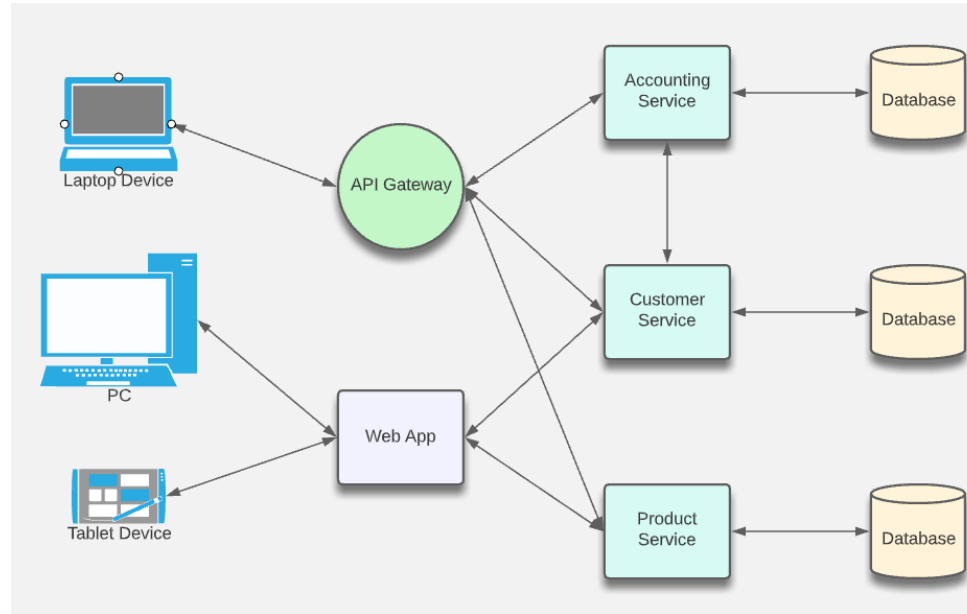 Laptop Device
PC
Tablet Device
API Gateway
Web App
Accounting
Service
Customer
Service
Product
Service
Database
Database
Database